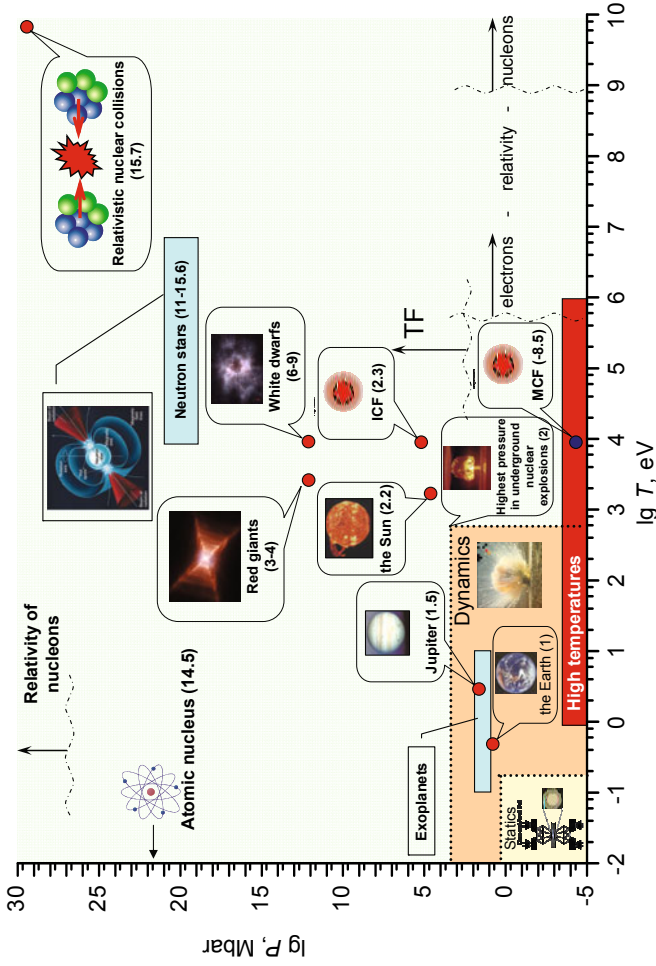 lg P, Mbar
30
25
20
15
10
5
0
-5
Relativity of
nucleons
Atomic nucleus (14.5)
Neutron stars (11-15.6)
Relativistic nuclear collisions
(15.7)
Red giants
(3-4)
White dwarfs
(6-9)
the Sun (2.2)
ICF (2.3)
TF
Exoplanets
Jupiter (1.5)
the Earth (1)
Dynamics
Statics
Highest pressure
in underground
nuclear
explosions (2)
MCF (-8.5)
electrons - relativity - nucleons
High temperatures
-2
-1
0
1
2
3
4
5
6
7
8
9
10
lg T, eV